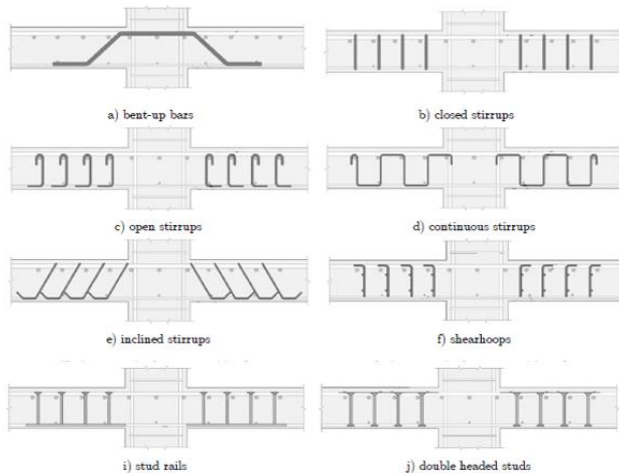 a) bent-up bars
b) closed stirrups
c) open stirrups
d) continuous stirrups
e) inclined stirrups
f) shearhoops
i) stud rails
j) double headed studs